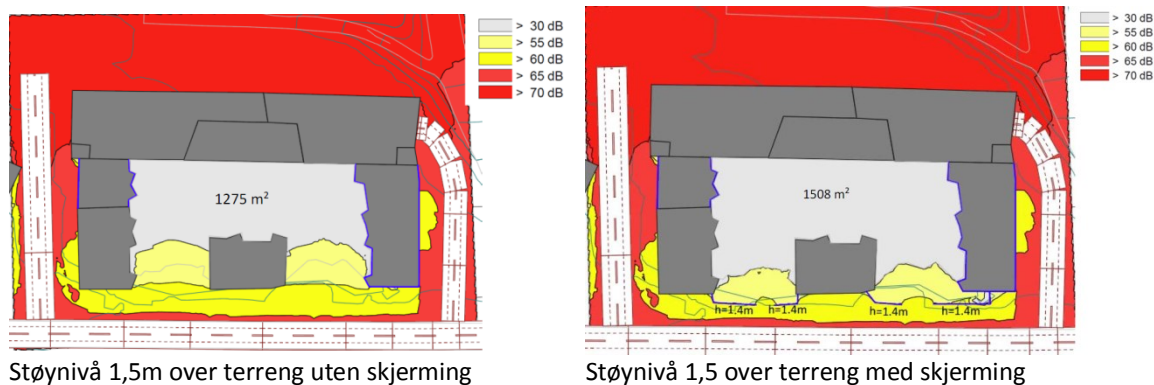 > 30 dB
> 55 dB
> 60 dB
> 65 dB
> 70 dB
1275 m²
Støynivå 1,5m over terreng uten skjerming
> 30 dB
> 55 dB
> 60 dB
> 65 dB
> 70 dB
1508 m²
h=1.4m h=1.4m h=1.4m h=1.4m
Støynivå 1,5 over terreng med skjerming